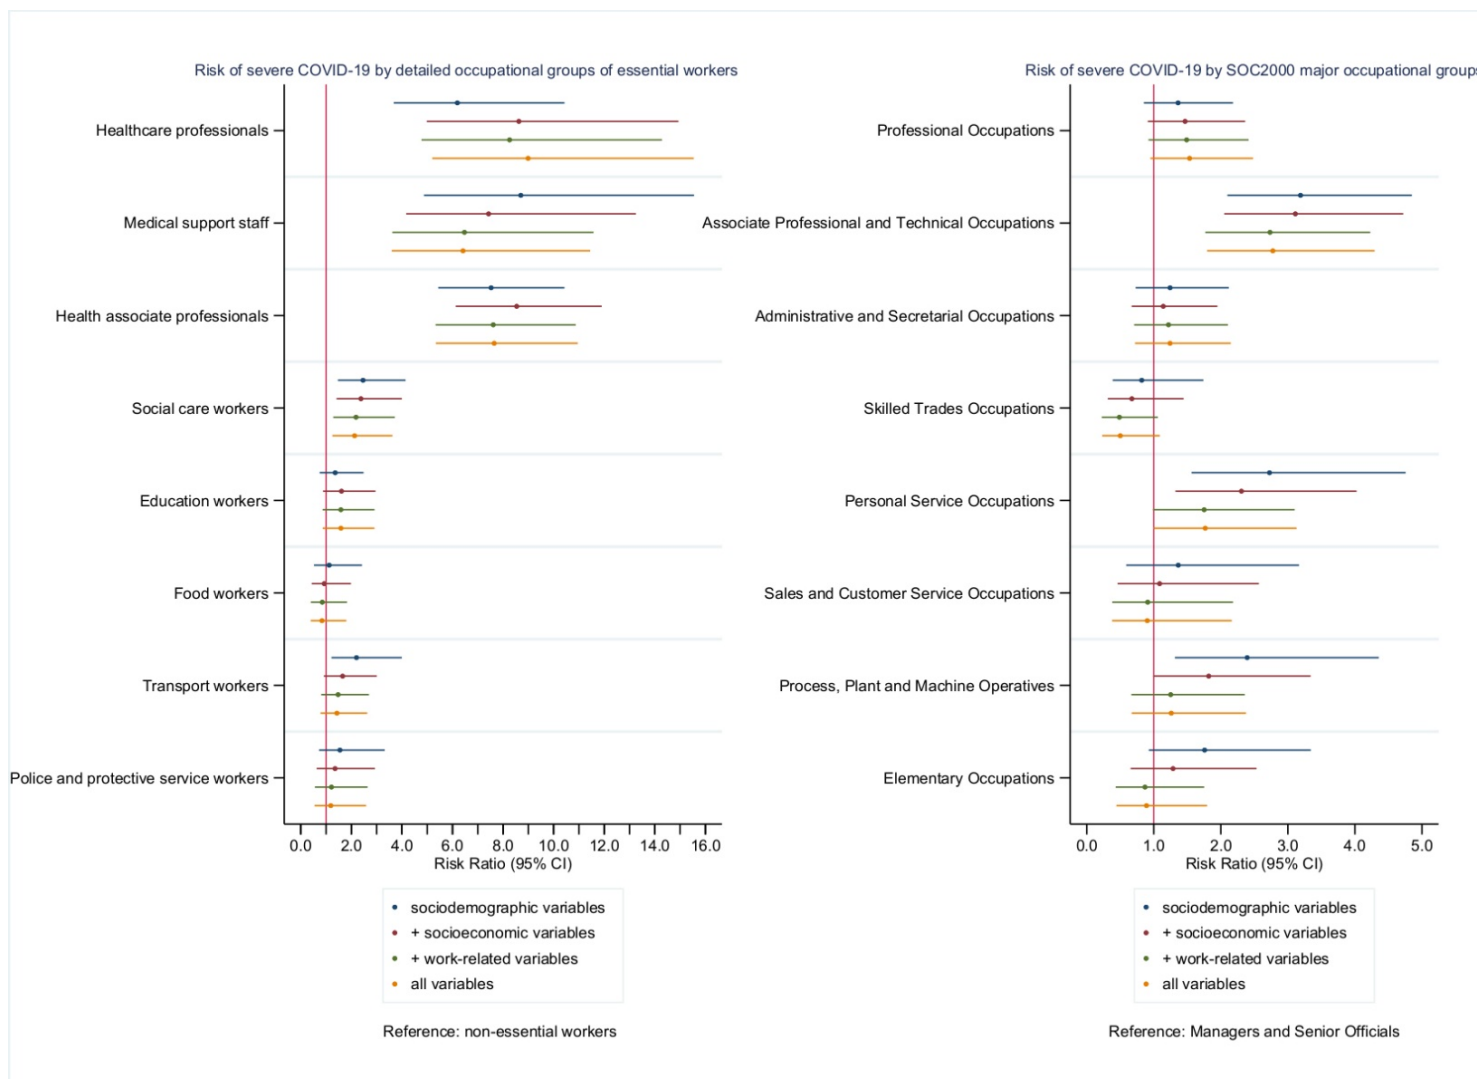 Risk of severe COVID-19 by detailed occupational groups of essential workers
Healthcare professionals
Medical support staff
Health associate professionals
Social care workers
Education workers
Food workers
Transport workers
Police and protective service workers
0.0 2.0 4.0 6.0 8.0 10.0 12.0 14.0 16.0
Risk Ratio (95% CI)
sociodemographic variables
+ socioeconomic variables
+ work-related variables
all variables
Reference: non-essential workers
Risk of severe COVID-19 by SOC2000 major occupational groups
Professional Occupations
Associate Professional and Technical Occupations
Administrative and Secretarial Occupations
Skilled Trades Occupations
Personal Service Occupations
Sales and Customer Service Occupations
Process, Plant and Machine Operatives
Elementary Occupations
0.0 1.0 2.0 3.0 4.0 5.0
Risk Ratio (95% CI)
sociodemographic variables
+ socioeconomic variables
+ work-related variables
all variables
Reference: Managers and Senior Officials